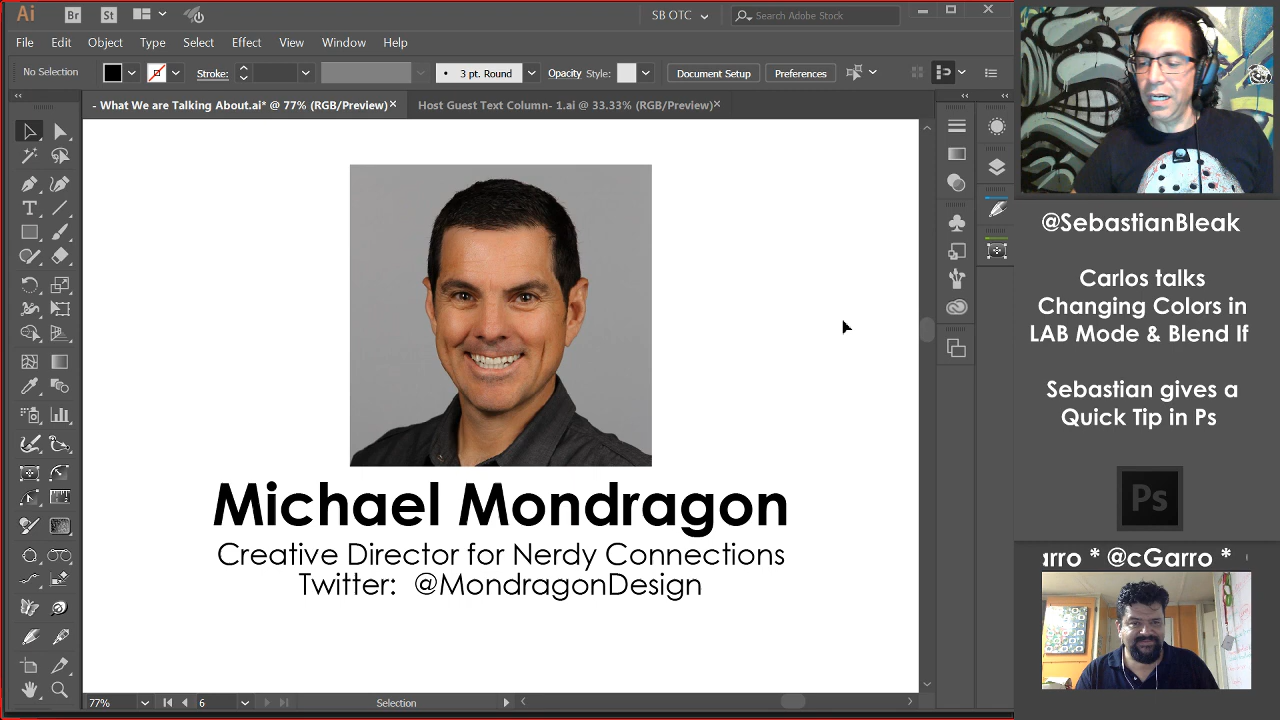 Ai
Br
St
SB OTC
Search Adobe Stock
File
Edit
Object
Type
Select
Effect
View
Window
Help
No Selection
Stroke:
3 pt. Round
Opacity
Style:
Document Setup
Preferences
- What We are Talking About.ai* @ 77% (RGB/Preview)
Host Guest Text Column- 1.ai @ 33.33% (RGB/Preview)
Michael Mondragon
Creative Director for Nerdy Connections
Twitter: @MondragonDesign
77%
6
Selection
@SebastianBleak
Carlos talks
Changing Colors in
LAB Mode & Blend If
Sebastian gives a
Quick Tip in Ps
Ps
arro * @cGarro *